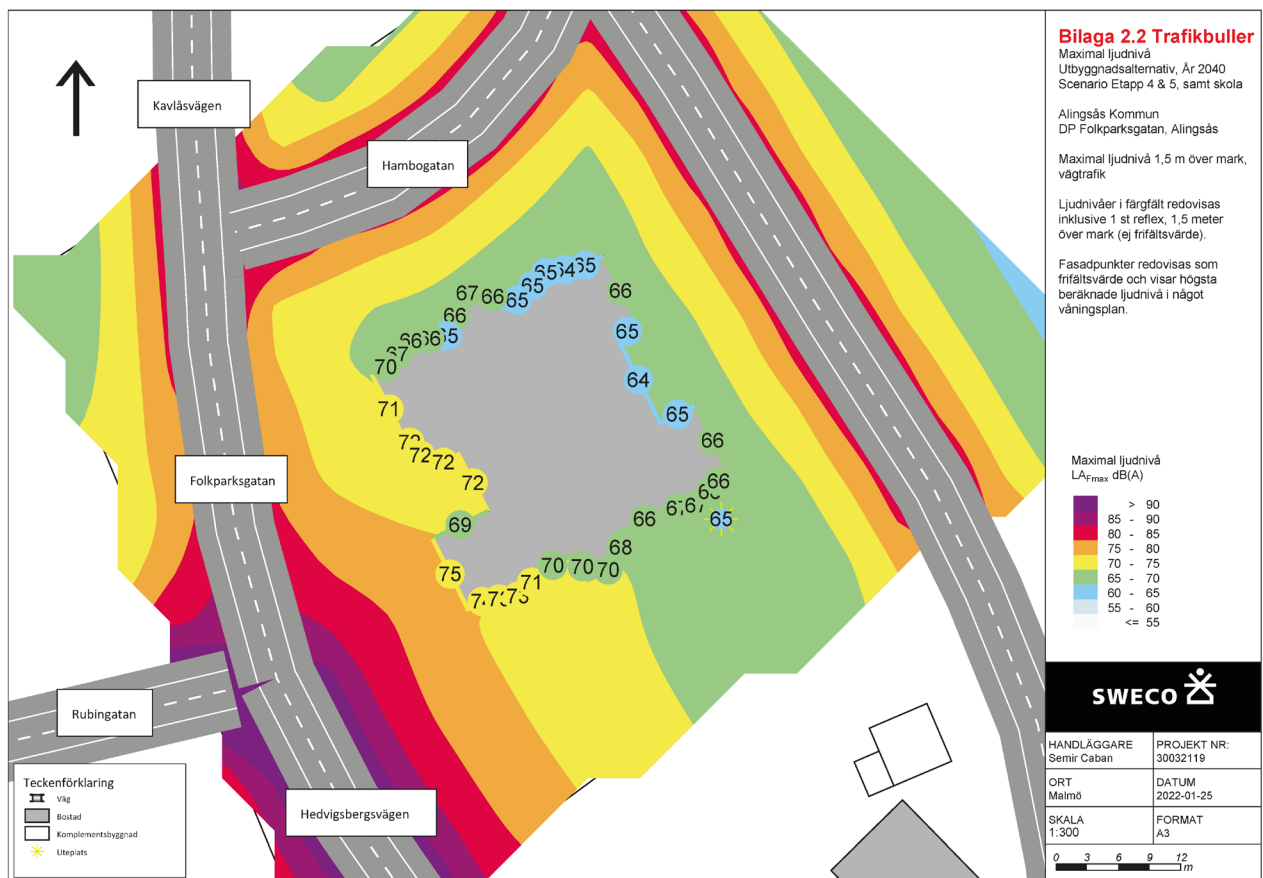 Kavlåsvägen
Hambogatan
Folkparksgatan
Rubingatan
Hedvigsbergsvägen
65
65
65
65
66
67
66
66
66
70
65
71
64
65
72
72
66
72
66
69
66
65
68
75
70
70
70
71
Teckenförklaring
Väg
Bostad
Komplementsbyggnad
Uteplats
Bilaga 2.2 Trafikbuller
Maximal ljudnivå
Utbyggnadsalternativ, År 2040
Scenario Etapp 4 & 5, samt skola
Alingsås Kommun
DP Folkparksgatan, Alingsås
Maximal ljudnivå 1,5 m över mark,
vägtrafik
Ljudnivåer i färgfält redovisas
inklusive 1 st reflex, 1,5 meter
över mark (ej frifältsvärde).
Fasadpunkter redovisas som
frifältsvärde och visar högsta
beräknade ljudnivå i något
våningsplan.
Maximal ljudnivå
LAFmax dB(A)
> 90
85 - 90
80 - 85
75 - 80
70 - 75
65 - 70
60 - 65
55 - 60
<= 55
SWECO
HANDLÄGGARE
Semir Caban
PROJEKT NR:
30032119
ORT
Malmö
DATUM
2022-01-25
SKALA
1:300
FORMAT
A3
0 3 6 9 12
m